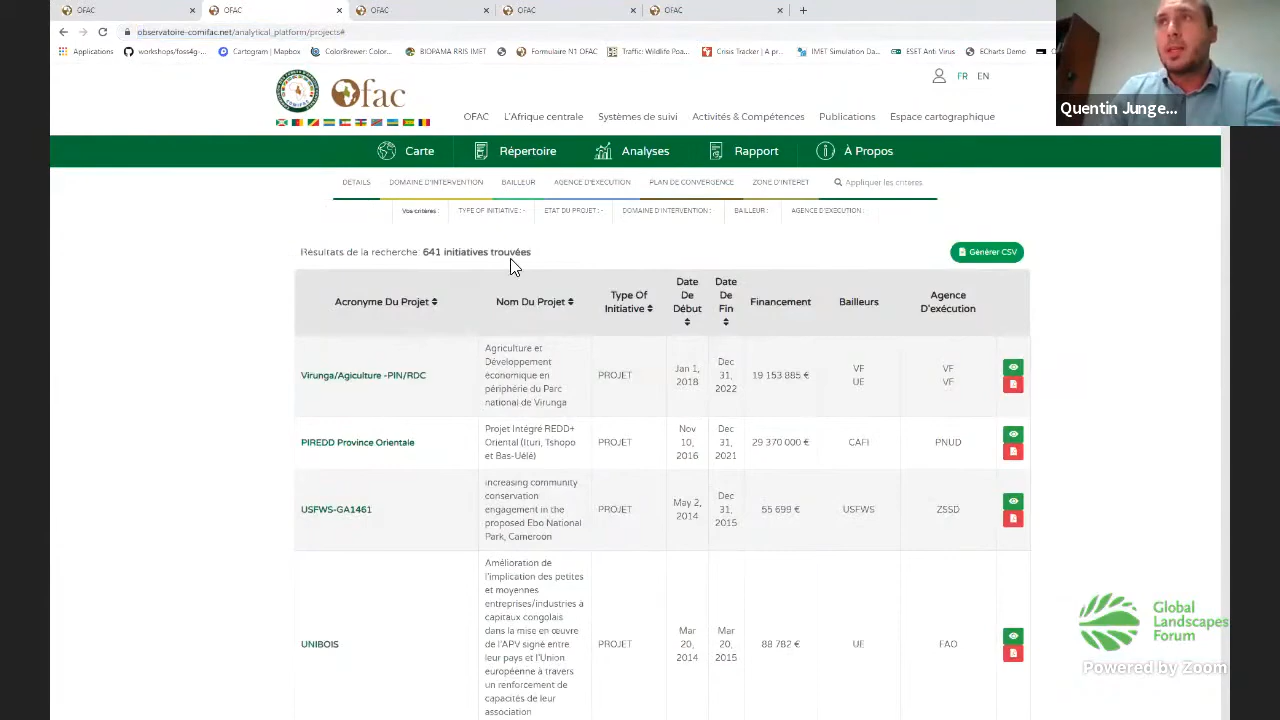 OFAC
OFAC
OFAC
OFAC
OFAC
observatoire-comifac.net/analytical_platform/projects#
Applications
workshops/foss4g...
Cartogram | Mapbox
ColorBrewer: Color...
BIOPAMA RRIS IMET
Formulaire N1 OFAC
Traffic: Wildlife Poa...
Crisis Tracker | A pr...
IMET Simulation Da...
ESET Anti Virus
ECharts Demo
Quentin Junge...
COMIFAC
Ofac
FR EN
OFAC L'Afrique centrale Systèmes de suivi Activités & Compétences Publications Espace cartographique
Carte Répertoire Analyses Rapport À Propos
DÉTAILS DOMAINE D'INTERVENTION BAILLEUR AGENCE D'EXECUTION PLAN DE CONVERGENCE ZONE D'INTERET Appliquer les criteres
Vos critères : TYPE OF INITIATIVE : - ETAT DU PROJET : - DOMAINE D'INTERVENTION : BAILLEUR : AGENCE D'EXECUTION :
Résultats de la recherche: 641 initiatives trouvées
Générer CSV
Acronyme Du Projet
Nom Du Projet
Type Of
Initiative
Date
De
Début
Date
De
Fin
Financement
Bailleurs
Agence
D'exécution
Virunga/Agiculture -PIN/RDC
Agriculture et
Développement
économique en
périphérie du Parc
national de Virunga
PROJET
Jan 1,
2018
Dec
31,
2022
19 153 885 €
VF
UE
VF
VF
PIREDD Province Orientale
Projet Intégré REDD+
Oriental (Ituri, Tshopo
et Bas-Uélé)
PROJET
Nov
10,
2016
Dec
31,
2021
29 370 000 €
CAFI
PNUD
USFWS-GA1461
increasing community
conservation
engagement in the
proposed Ebo National
Park, Cameroon
PROJET
May 2,
2014
Dec
31,
2015
55 699 €
USFWS
ZSSD
UNIBOIS
Amélioration de
l'implication des petites
et moyennes
entreprises/industries à
capitaux congolais
dans la mise en œuvre
de l'APV signé entre
leur pays et l'Union
européenne à travers
un renforcement de
capacités de leur
association
PROJET
Mar
20,
2014
Mar
20,
2015
88 782 €
UE
FAO
Global
Landscapes
Forum
Powered by Zoom